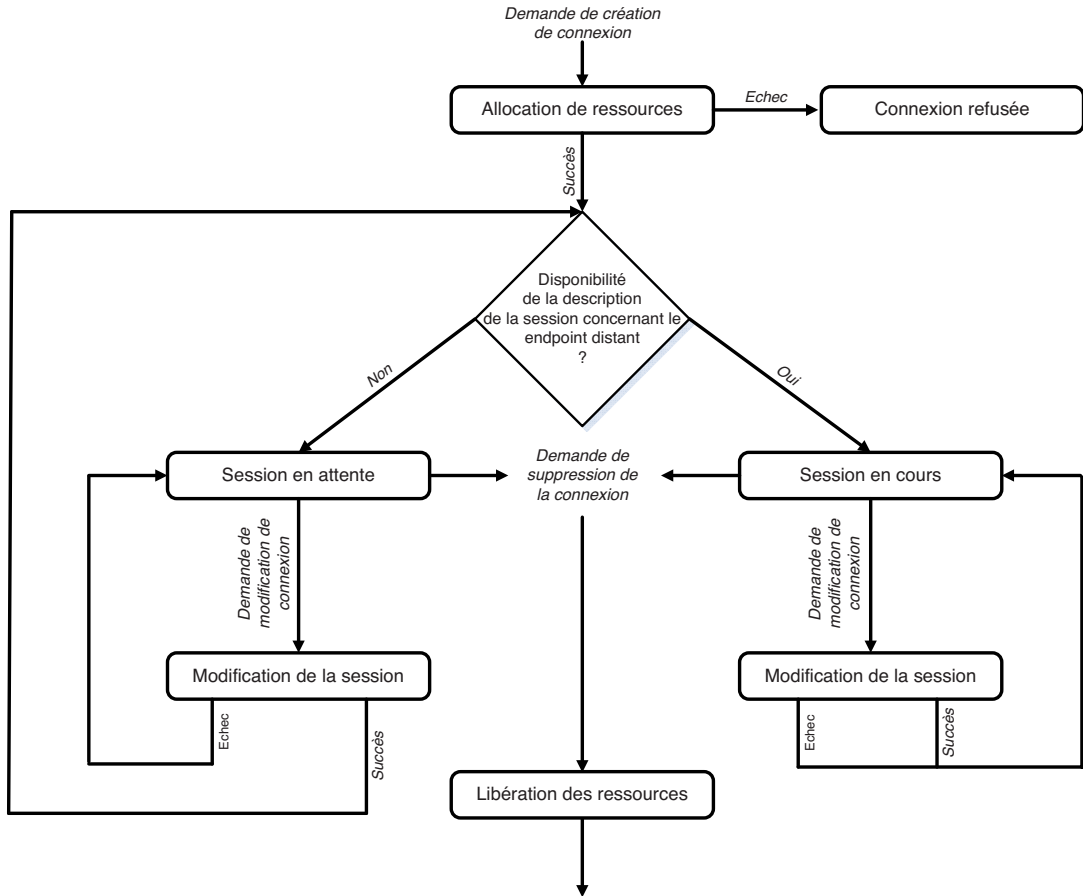 Demande de création
de connexion
Allocation de ressources
Echec
Connexion refusée
Succès
Disponibilité
de la description
de la session concernant le
endpoint distant
?
Non
Oui
Session en attente
Demande de
suppression de
la connexion
Session en cours
Demande de
modification de
connexion
Demande de
modification de
connexion
Modification de la session
Modification de la session
Echec
Succès
Echec
Succès
Libération des ressources